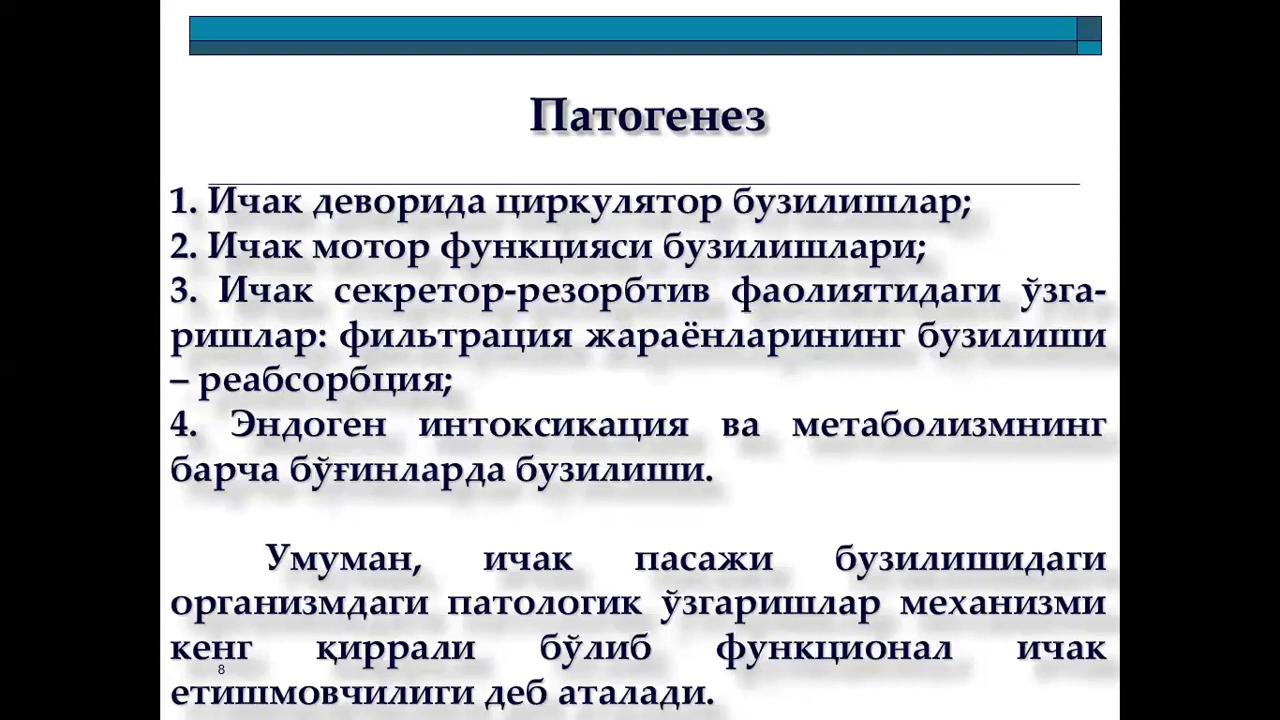 Патогенез
1. Ичак деворида циркулятор бузилишлар;
2. Ичак мотор функцияси бузилишлари;
3. Ичак секретор-резорбтив фаолиятидаги ўзга-
ришлар: фильтрация жараёнларининг бузилиши
– реабсорбция;
4. Эндоген интоксикация ва метаболизмнинг
барча бўғинларда бузилиши.
Умуман, ичак пасажи бузилишидаги
организмдаги патологик ўзгаришлар механизми
кенг қиррали бўлиб функционал ичак
8
етишмовчилиги деб аталади.